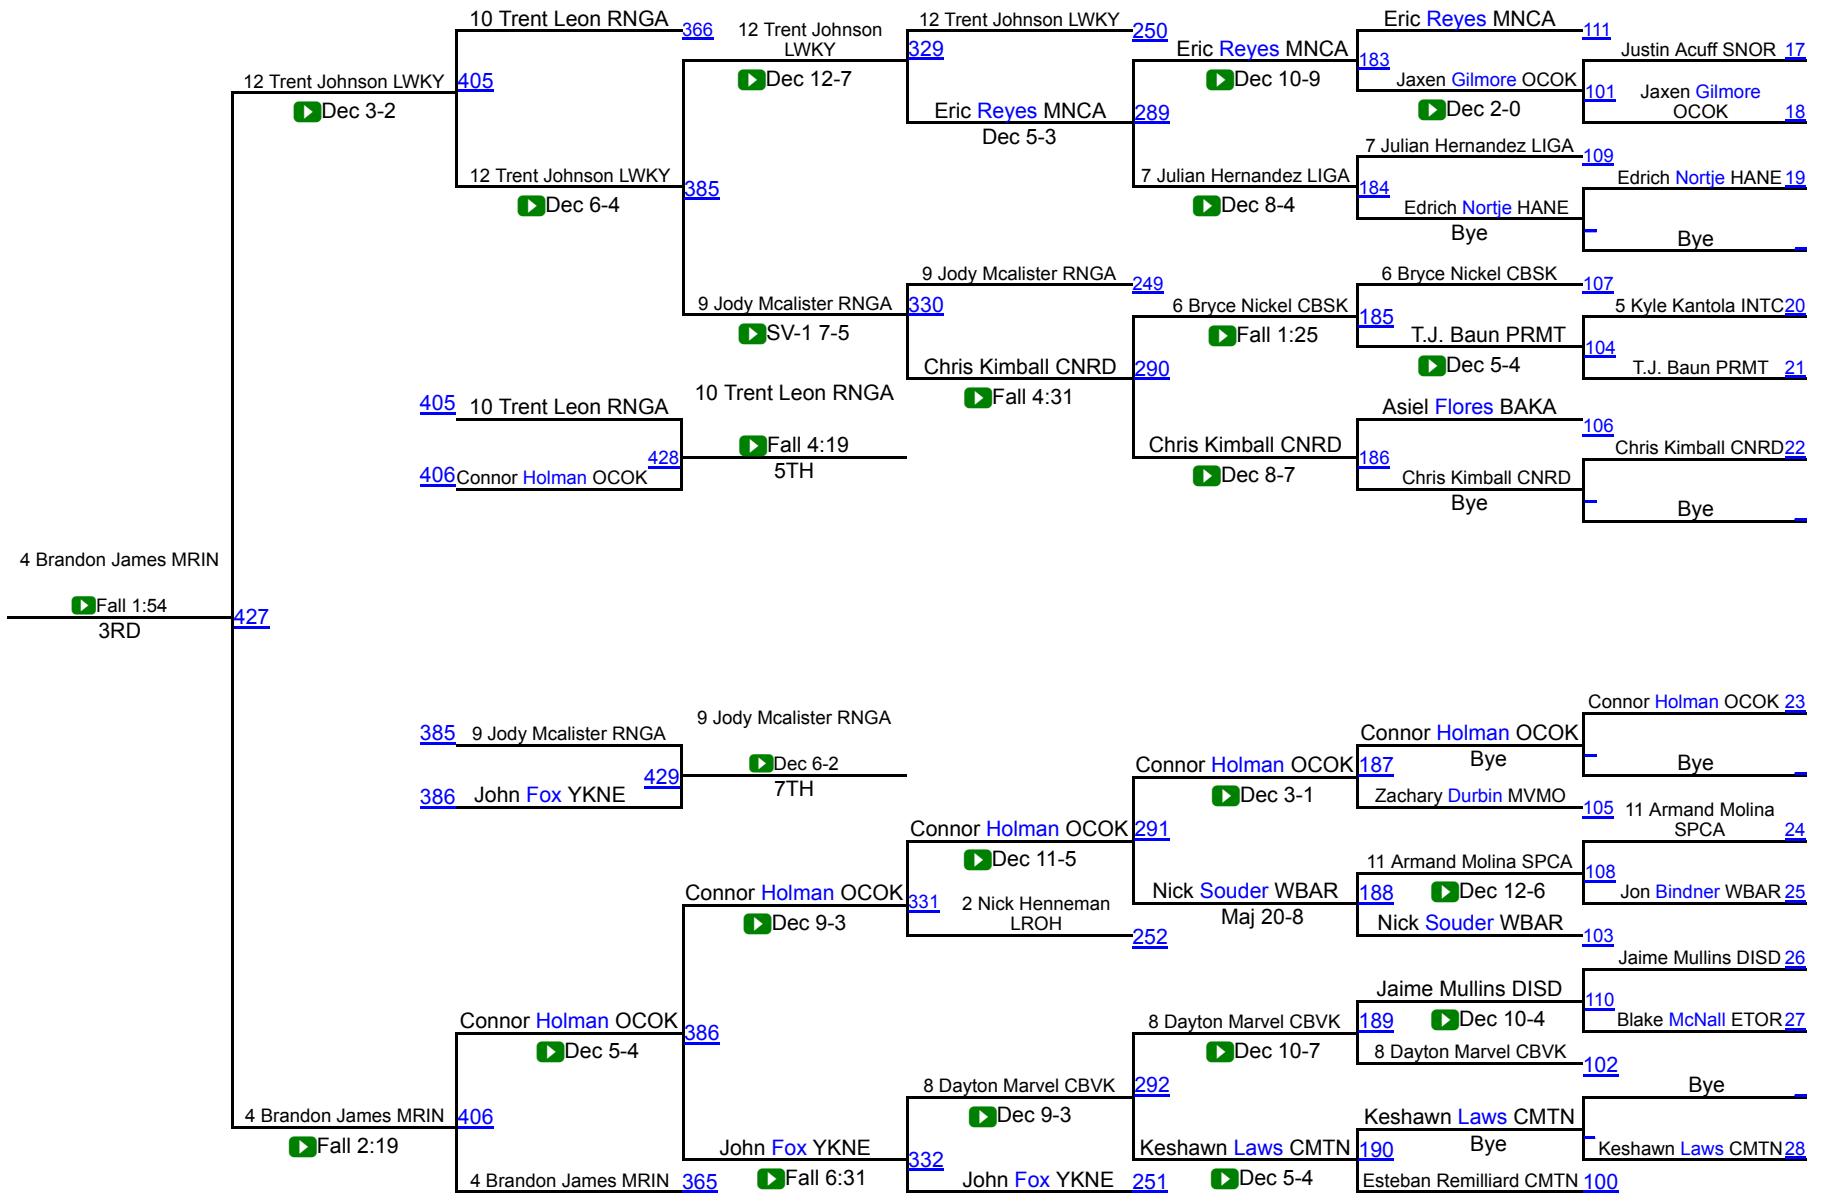 10 Trent Leon RNGA
366
12 Trent Johnson LWKY
405
Dec 3-2
12 Trent Johnson LWKY
Dec 6-4
12 Trent Johnson
LWKY
Dec 12-7
385
9 Jody Mcalister RNGA
SV-1 7-5
12 Trent Johnson LWKY
250
329
Eric Reyes MNCA
Dec 5-3
9 Jody Mcalister RNGA
249
330
Chris Kimball CNRD
Fall 4:31
Eric Reyes MNCA
Dec 10-9
289
7 Julian Hernandez LIGA
Dec 8-4
6 Bryce Nickel CBSK
Fall 1:25
290
Chris Kimball CNRD
Dec 8-7
Eric Reyes MNCA
111
183
Jaxen Gilmore OCOK
Dec 2-0
7 Julian Hernandez LIGA
109
184
Edrich Nortje HANE
Bye
6 Bryce Nickel CBSK
107
185
T.J. Baun PRMT
Dec 5-4
Asiel Flores BAKA
106
186
Chris Kimball CNRD
Bye
Justin Acuff SNOR 17
101
Jaxen Gilmore
OCOK 18
Edrich Nortje HANE 19
Bye
5 Kyle Kantola INTC 20
104
T.J. Baun PRMT 21
Chris Kimball CNRD 22
Bye
405 10 Trent Leon RNGA
428
406 Connor Holman OCOK
10 Trent Leon RNGA
Fall 4:19
5TH
4 Brandon James MRIN
Fall 1:54
3RD
427
385 9 Jody Mcalister RNGA
429
386 John Fox YKNE
9 Jody Mcalister RNGA
Dec 6-2
7TH
Connor Holman OCOK
Dec 5-4
4 Brandon James MRIN
Fall 2:19
406
4 Brandon James MRIN 365
Connor Holman OCOK
Dec 9-3
386
John Fox YKNE
Fall 6:31
Connor Holman OCOK
Dec 11-5
331
2 Nick Henneman
LROH
252
8 Dayton Marvel CBVK
Dec 9-3
332
John Fox YKNE 251
Connor Holman OCOK
Dec 3-1
291
Nick Souder WBAR
Maj 20-8
8 Dayton Marvel CBVK
Dec 10-7
292
Keshawn Laws CMTN
Dec 5-4
Connor Holman OCOK
Bye
187
Zachary Durbin MVMO
105
11 Armand Molina SPCA
188
Dec 12-6
Nick Souder WBAR
103
Jaime Mullins DISD
189
Dec 10-4
8 Dayton Marvel CBVK
102
Keshawn Laws CMTN
Bye
190
Esteban Remilliard CMTN 100
Connor Holman OCOK 23
Bye
11 Armand Molina
SPCA 24
108
Jon Bindner WBAR 25
Jaime Mullins DISD 26
110
Blake McNall ETOR 27
Bye
Keshawn Laws CMTN 28